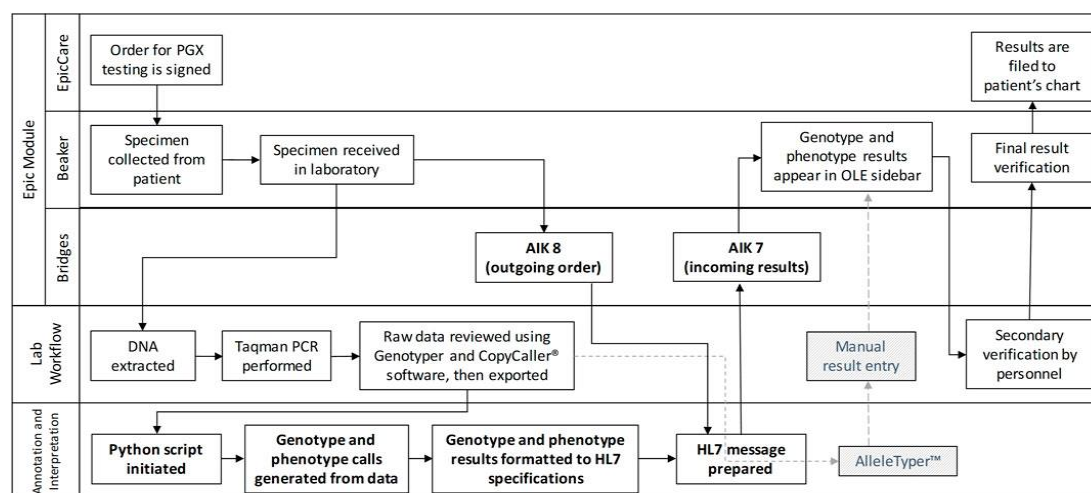 Epic Module
EpicCare
Order for PGX
testing is signed
Results are
filed to
patient's chart
Beaker
Specimen
collected from
patient
Specimen received
in laboratory
Genotype and
phenotype results
appear in OLE sidebar
Final result
verification
Bridges
AIK 8
(outgoing order)
AIK 7
(incoming results)
Lab
Workflow
DNA
extracted
Taqman PCR
performed
Raw data reviewed using
Genotyper and CopyCaller®
software, then exported
Manual
result entry
Secondary
verification by
personnel
Annotation and
Interpretation
Python script
initiated
Genotype and
phenotype calls
generated from data
Genotype and phenotype
results formatted to HL7
specifications
HL7 message
prepared
AlleleTyper™